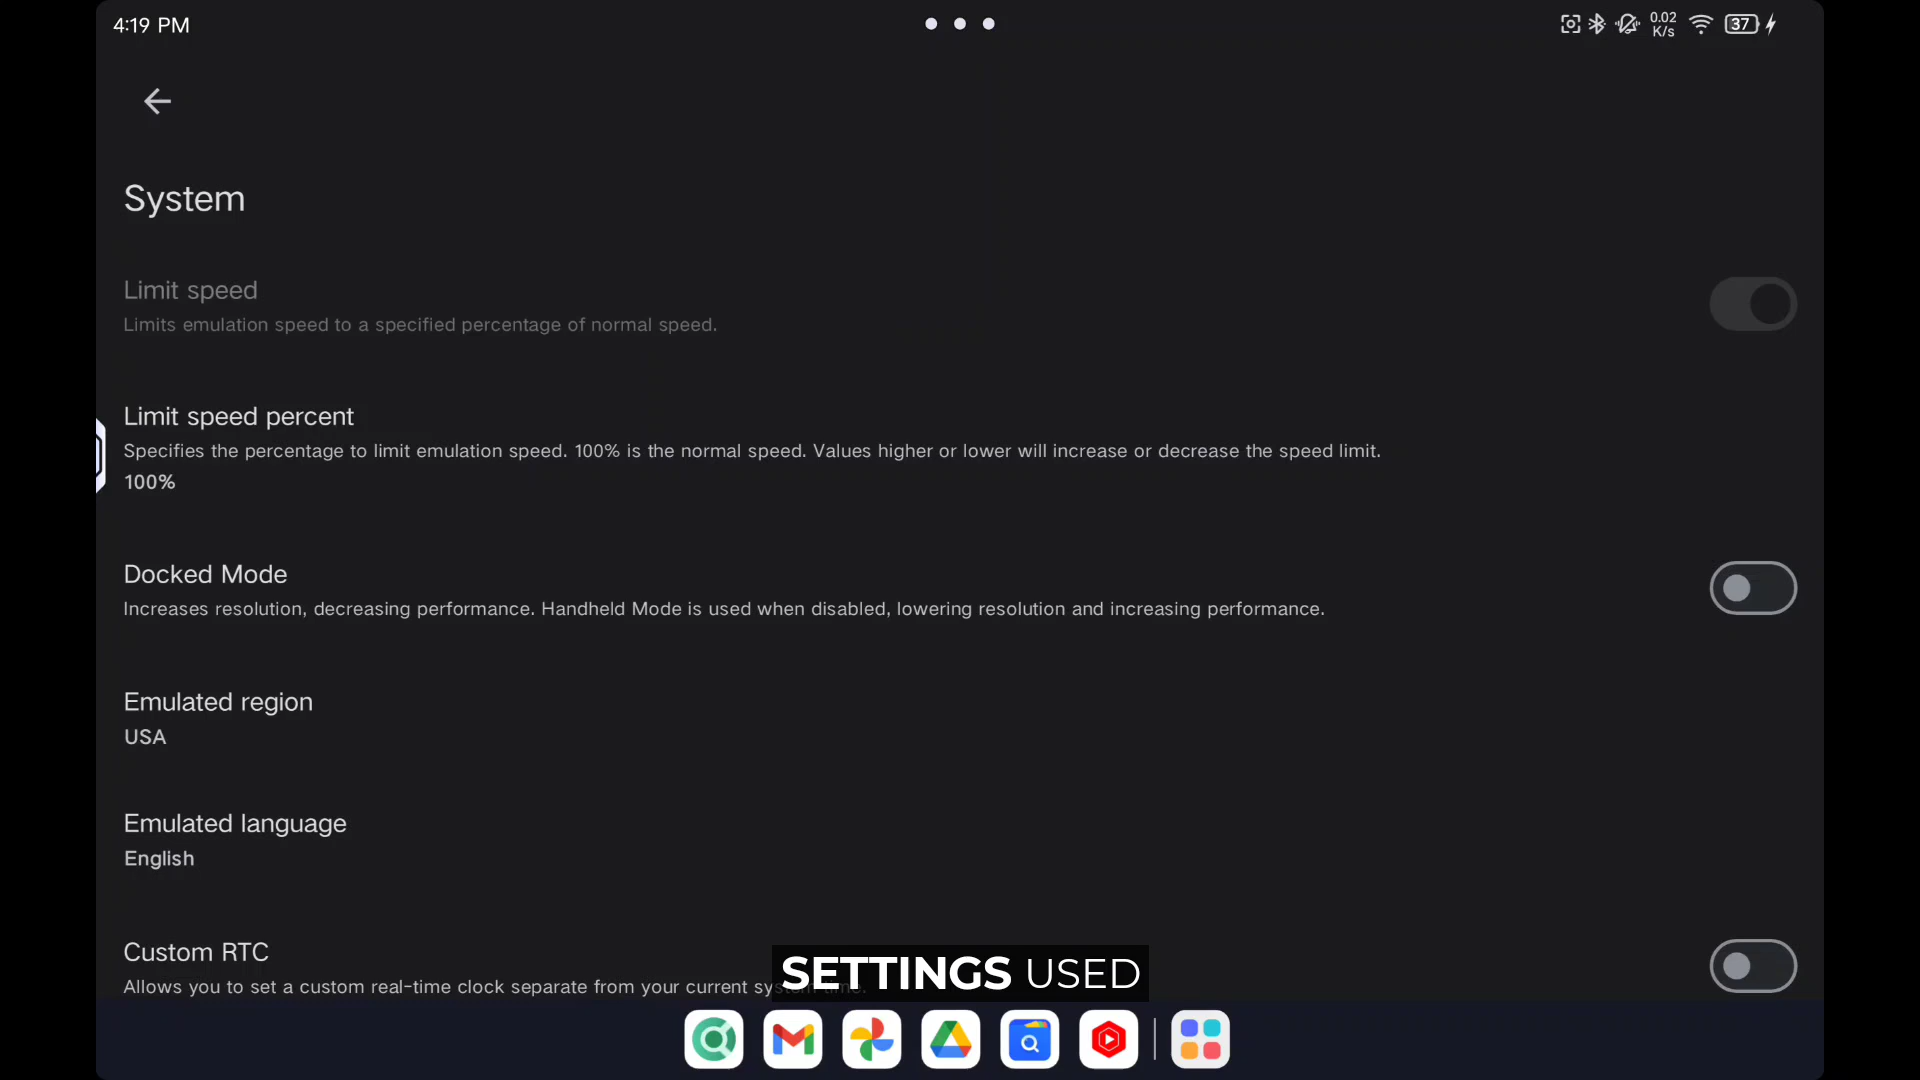 4:19 PM
0.02
K/s
37
System
Limit speed
Limits emulation speed to a specified percentage of normal speed.
Limit speed percent
Specifies the percentage to limit emulation speed. 100% is the normal speed. Values higher or lower will increase or decrease the speed limit.
100%
Docked Mode
Increases resolution, decreasing performance. Handheld Mode is used when disabled, lowering resolution and increasing performance.
Emulated region
USA
Emulated language
English
Custom RTC
Allows you to set a custom real-time clock separate from your current system time.
SETTINGS USED